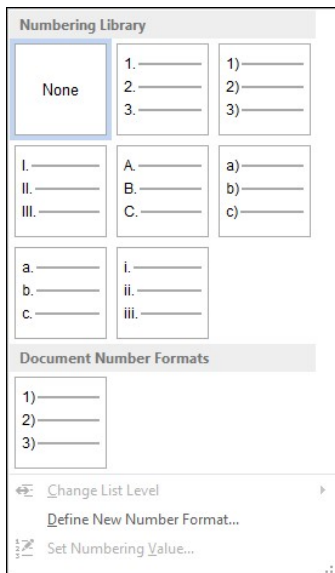 Numbering Library
None
1.
2.
3.
1)
2)
3)
I.
II.
III.
A.
B.
C.
a)
b)
c)
a.
b.
c.
i.
ii.
iii.
Document Number Formats
1)
2)
3)
Change List Level
Define New Number Format...
Set Numbering Value...